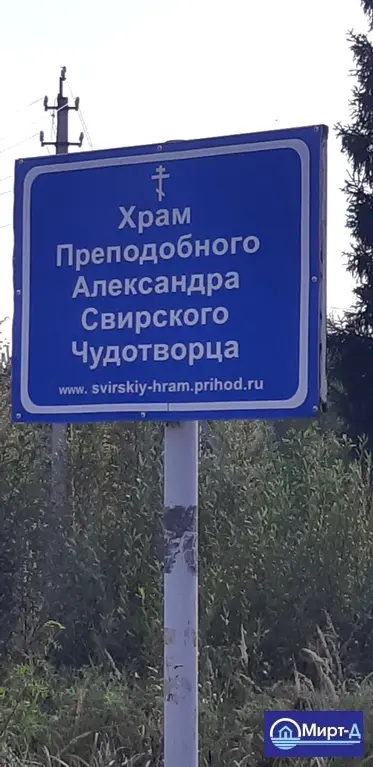 Храм
Преподобного
Александра
Свирского
Чудотворца
www. svirskiy-hram.prihod.ru
Мирт-А